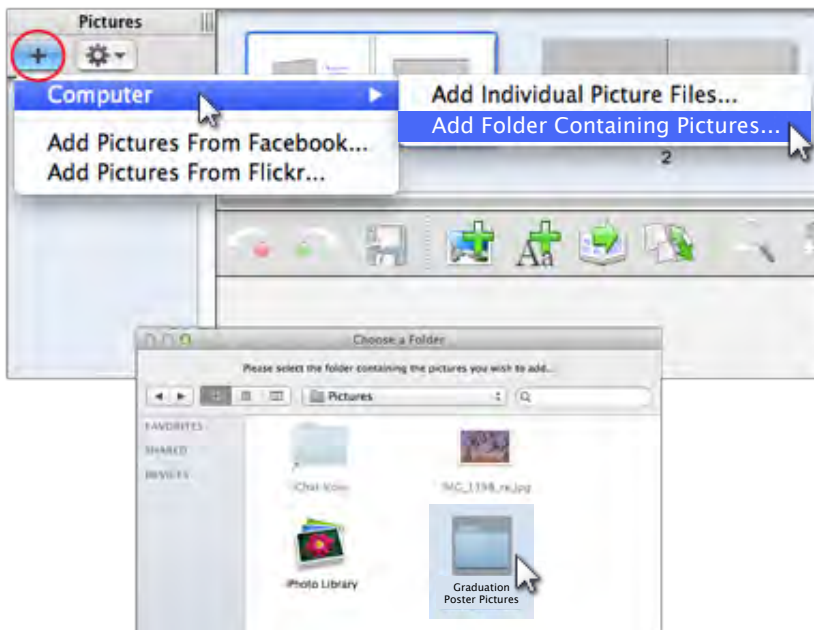 Pictures
Computer
Add Individual Picture Files...
Add Folder Containing Pictures...
Add Pictures From Facebook...
Add Pictures From Flickr...
2
Aa
Choose a Folder
Please select the folder containing the pictures you wish to add...
Pictures
FAVORITES
SHARED
DEVICES
iChat Icons
IMG_1198_re.jpg
iPhoto Library
Graduation
Poster Pictures